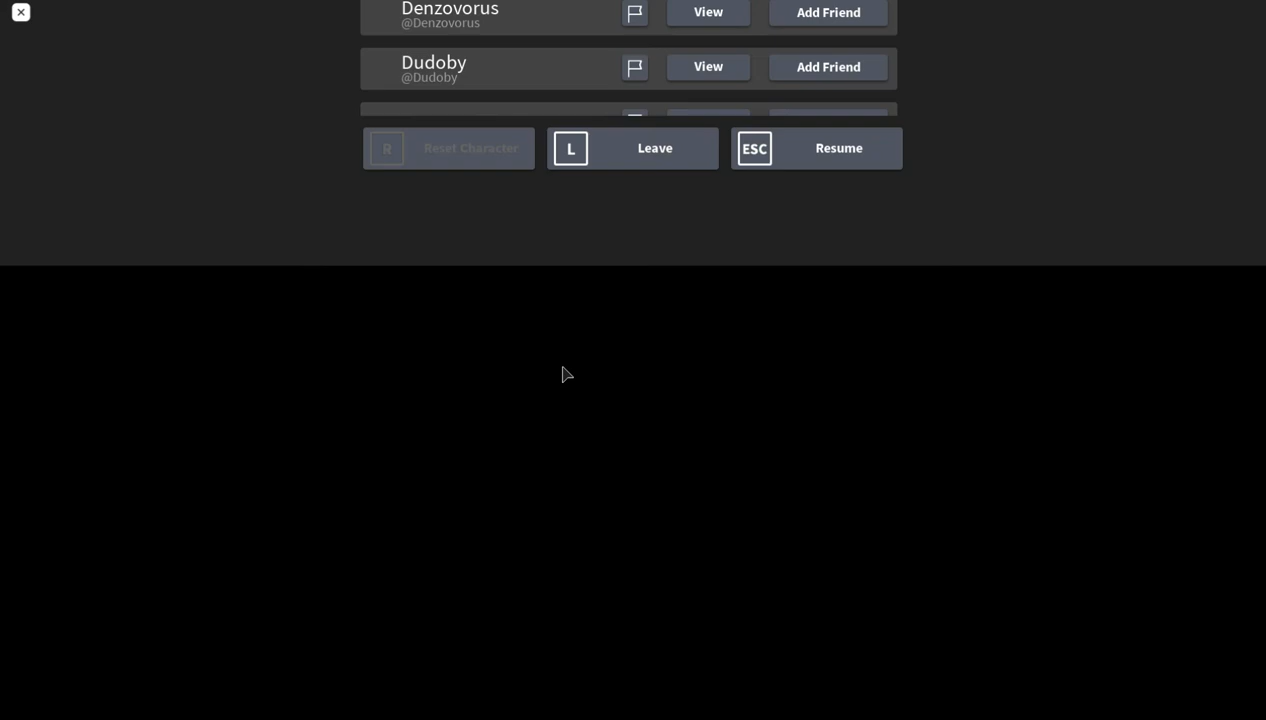 Denzovorus
@Denzovorus
View
Add Friend
Dudoby
@Dudoby
View
Add Friend
R
Reset Character
L
Leave
ESC
Resume